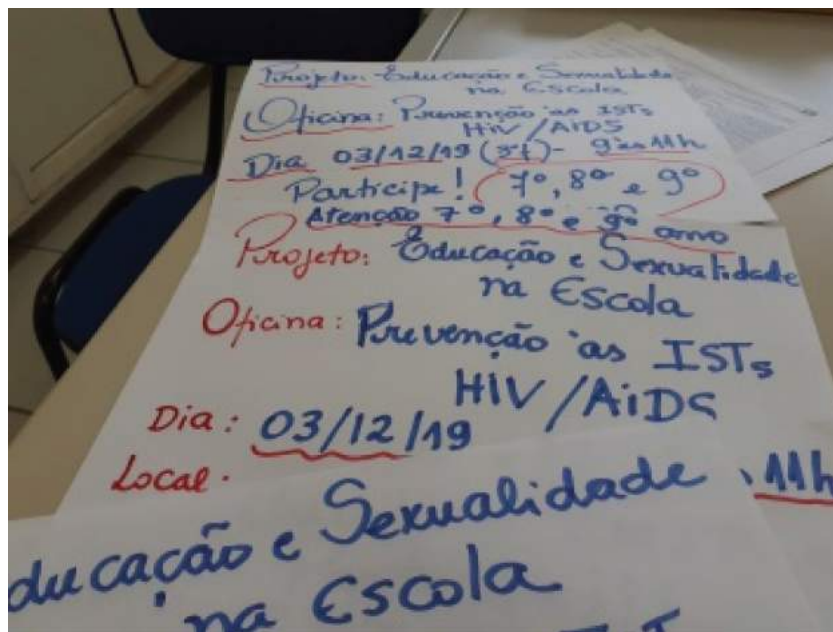 Projeto: Educação e Sexualidade
na Escola
Oficina: Prevenção às ISTs
HIV/AIDS
Dia 03/12/19 (3ª) - 9 às 11h
Participe! 7º, 8º e 9º
Atenção 7º, 8º e 9º ano
Projeto: Educação e Sexualidade
na Escola
Oficina: Prevenção às ISTs
HIV/AiDS
Dia: 03/12/19
Local.
11h
ducação e Sexualidade
na Escola